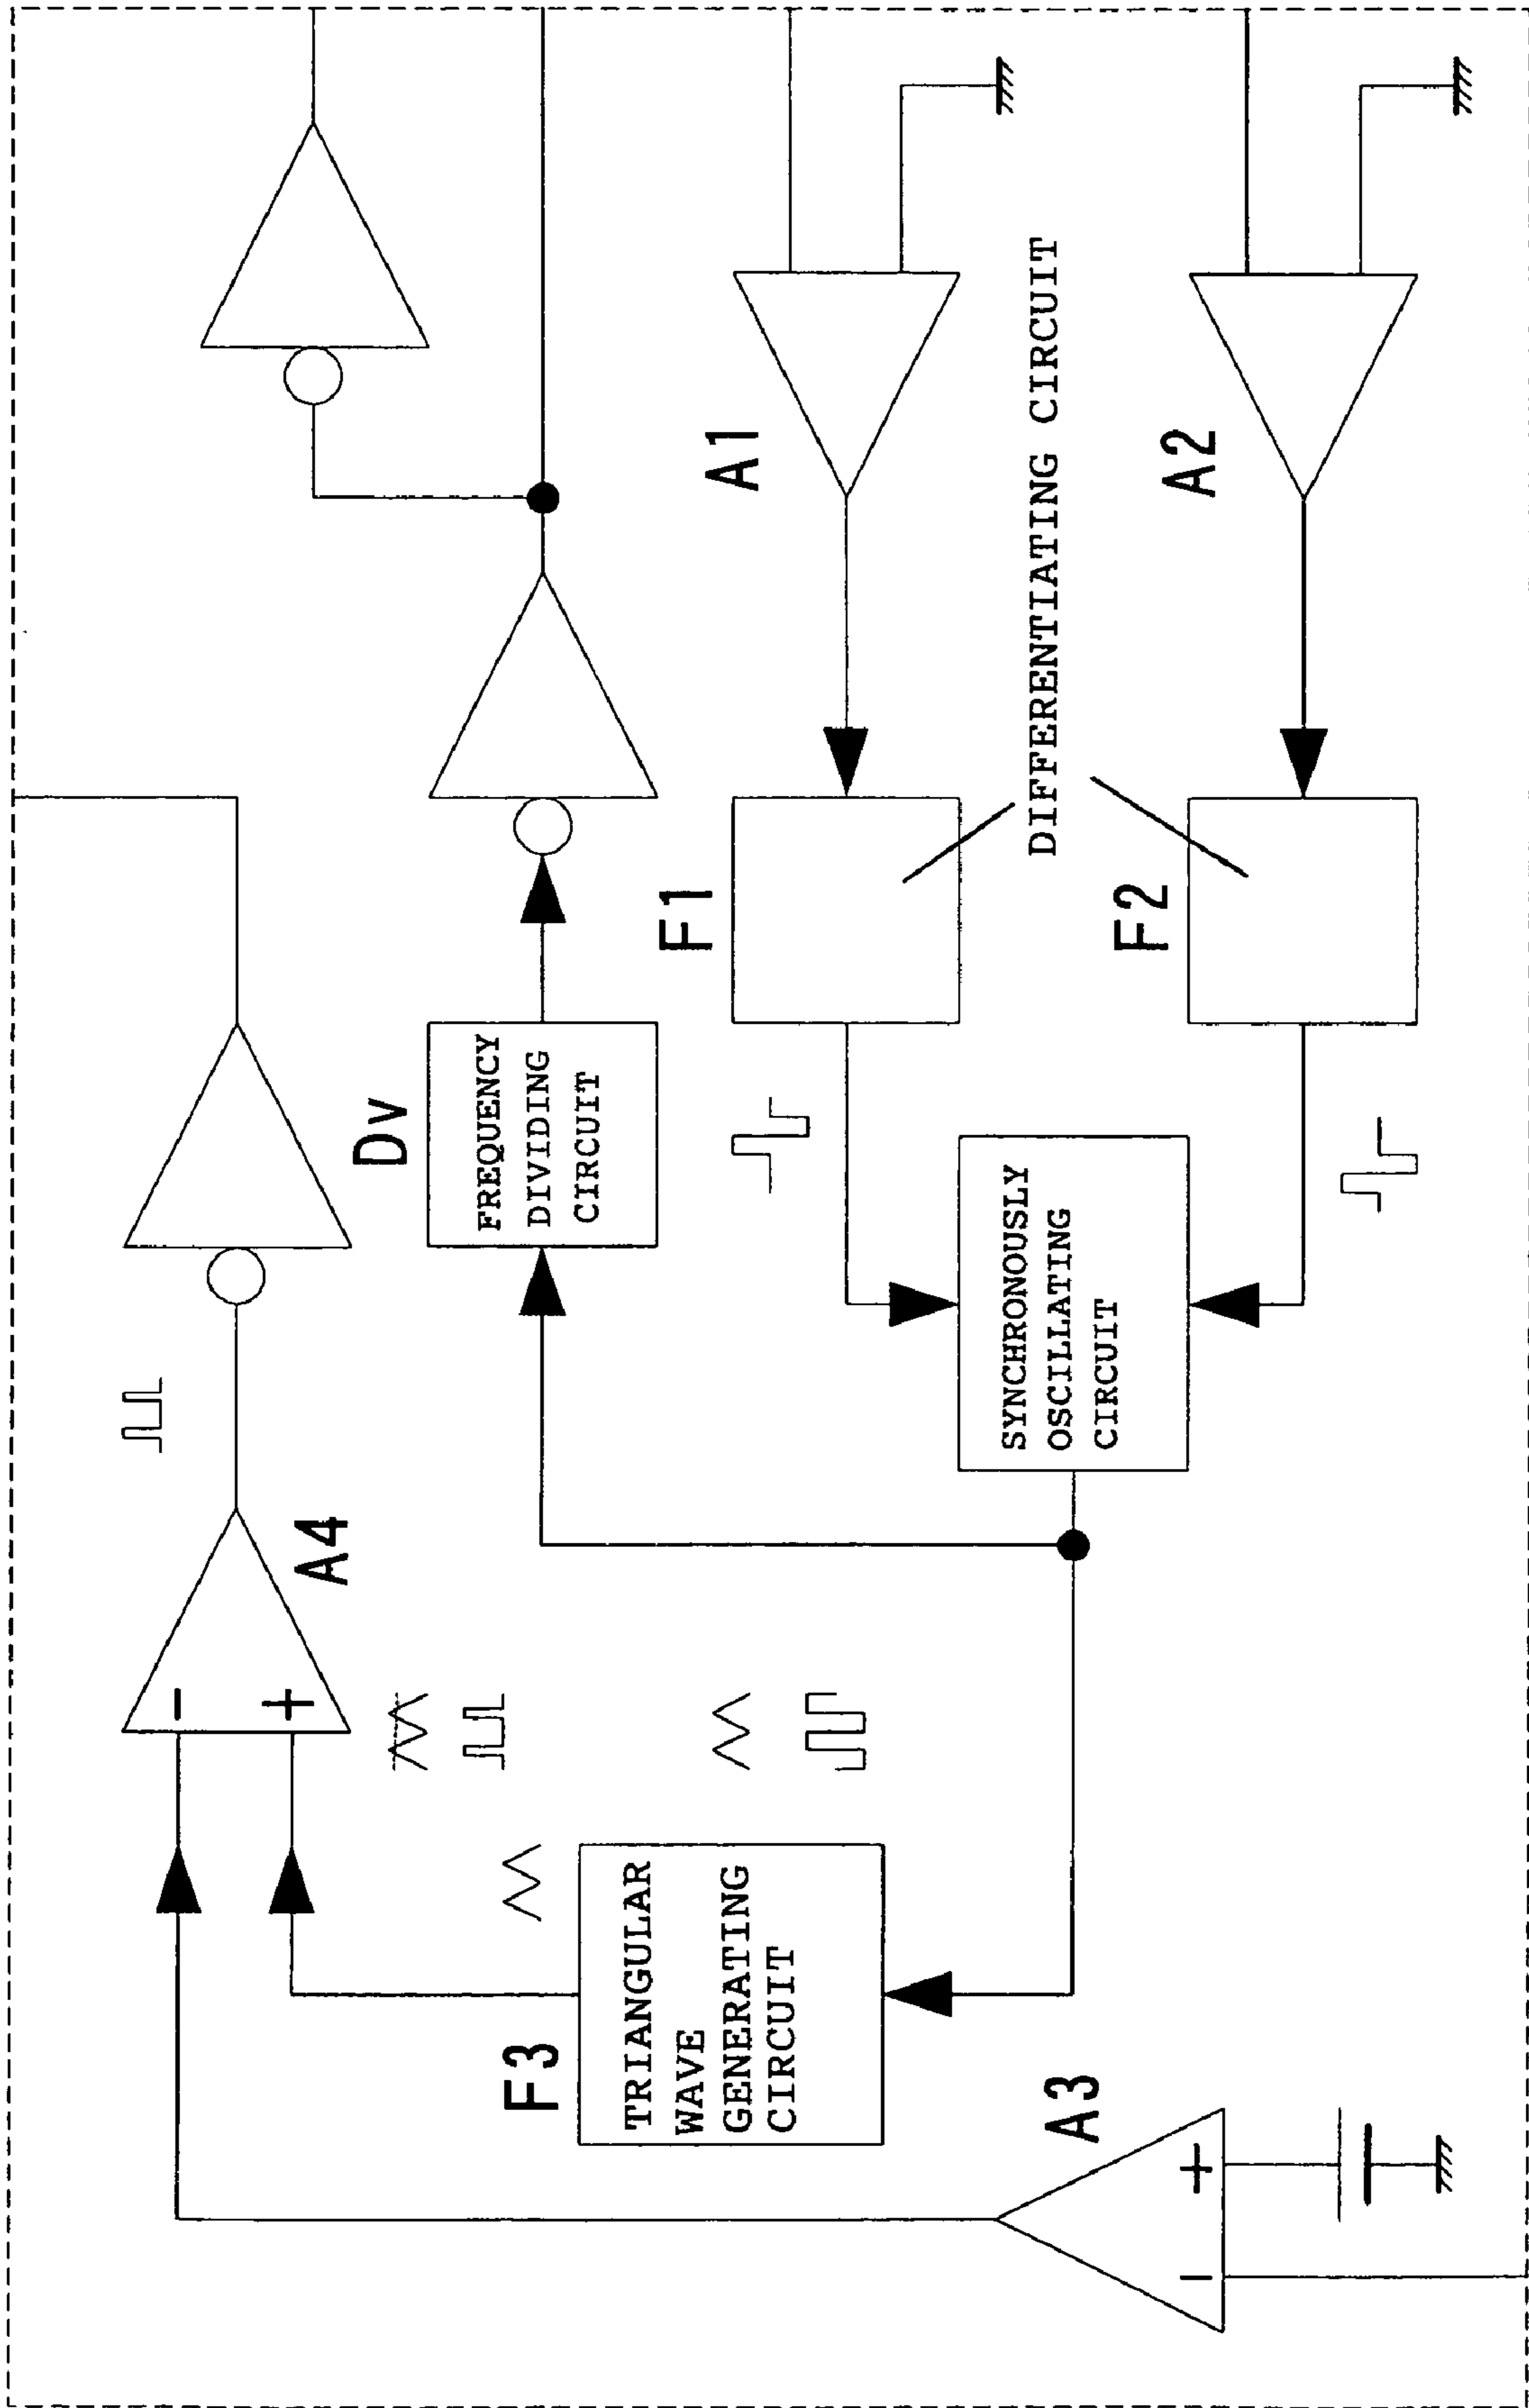 −
+
A4
Dv
FREQUENCY
DIVIDING
CIRCUIT
F3
TRIANGULAR
WAVE
GENERATING
CIRCUIT
F1
A1
SYNCHRONOUSLY
OSCILLATING
CIRCUIT
DIFFERENTIATING CIRCUIT
A3
− +
F2
A2